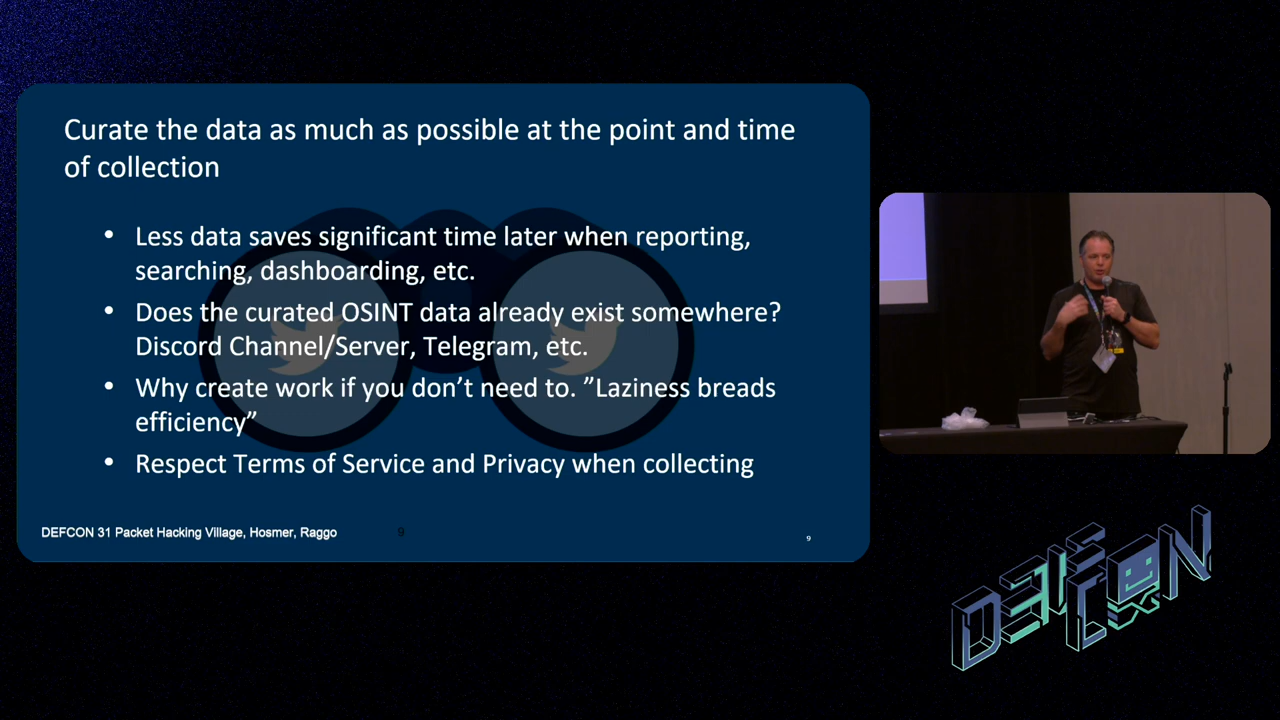 Curate the data as much as possible at the point and time
of collection
• Less data saves significant time later when reporting,
searching, dashboarding, etc.
• Does the curated OSINT data already exist somewhere?
Discord Channel/Server, Telegram, etc.
• Why create work if you don’t need to. ”Laziness breads
efficiency”
• Respect Terms of Service and Privacy when collecting
DEFCON 31 Packet Hacking Village, Hosmer, Raggo
9
9
DEF
CON